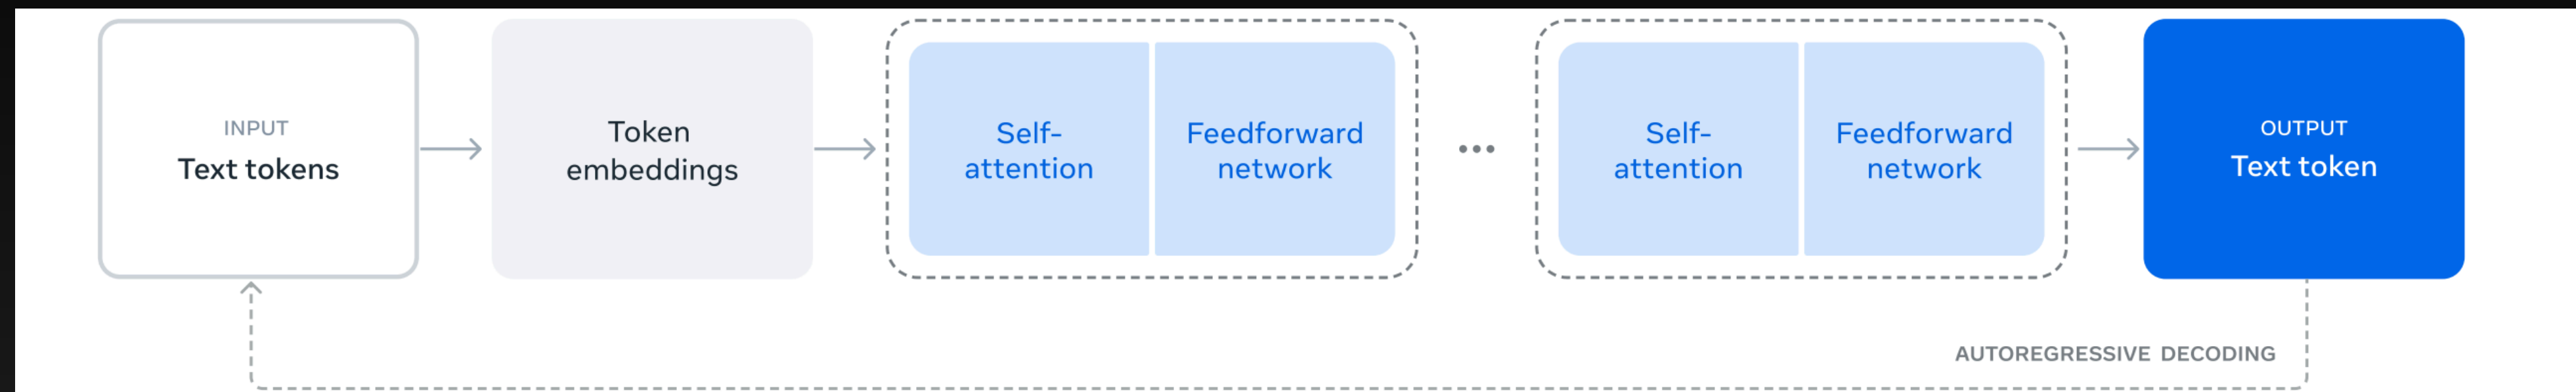 INPUT
Text tokens
Token
embeddings
Self-
attention
Feedforward
network
Self-
attention
Feedforward
network
OUTPUT
Text token
AUTOREGRESSIVE DECODING